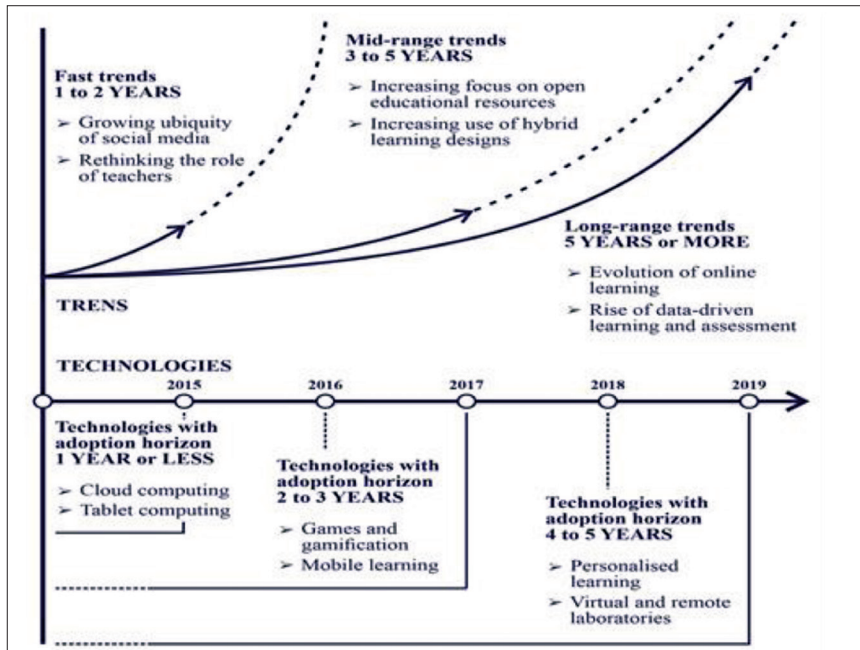 Fast trends
1 to 2 YEARS
➢ Growing ubiquity
of social media
➢ Rethinking the role
of teachers
Mid-range trends
3 to 5 YEARS
➢ Increasing focus on open
educational resources
➢ Increasing use of hybrid
learning designs
Long-range trends
5 YEARS or MORE
➢ Evolution of online
learning
➢ Rise of data-driven
learning and assessment
TRENS
TECHNOLOGIES
2015
2016
2017
2018
2019
Technologies with
adoption horizon
1 YEAR or LESS
➢ Cloud computing
➢ Tablet computing
Technologies with
adoption horizon
2 to 3 YEARS
➢ Games and
gamification
➢ Mobile learning
Technologies with
adoption horizon
4 to 5 YEARS
➢ Personalised
learning
➢ Virtual and remote
laboratories